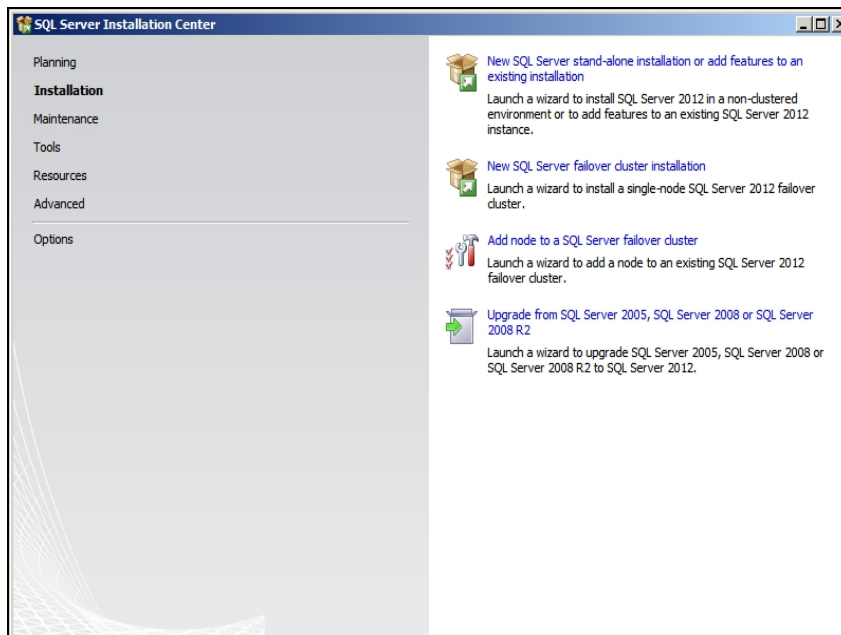 SQL Server Installation Center
Planning
Installation
Maintenance
Tools
Resources
Advanced
Options
New SQL Server stand-alone installation or add features to an
existing installation
Launch a wizard to install SQL Server 2012 in a non-clustered
environment or to add features to an existing SQL Server 2012
instance.
New SQL Server failover cluster installation
Launch a wizard to install a single-node SQL Server 2012 failover
cluster.
Add node to a SQL Server failover cluster
Launch a wizard to add a node to an existing SQL Server 2012
failover cluster.
Upgrade from SQL Server 2005, SQL Server 2008 or SQL Server
2008 R2
Launch a wizard to upgrade SQL Server 2005, SQL Server 2008 or
SQL Server 2008 R2 to SQL Server 2012.